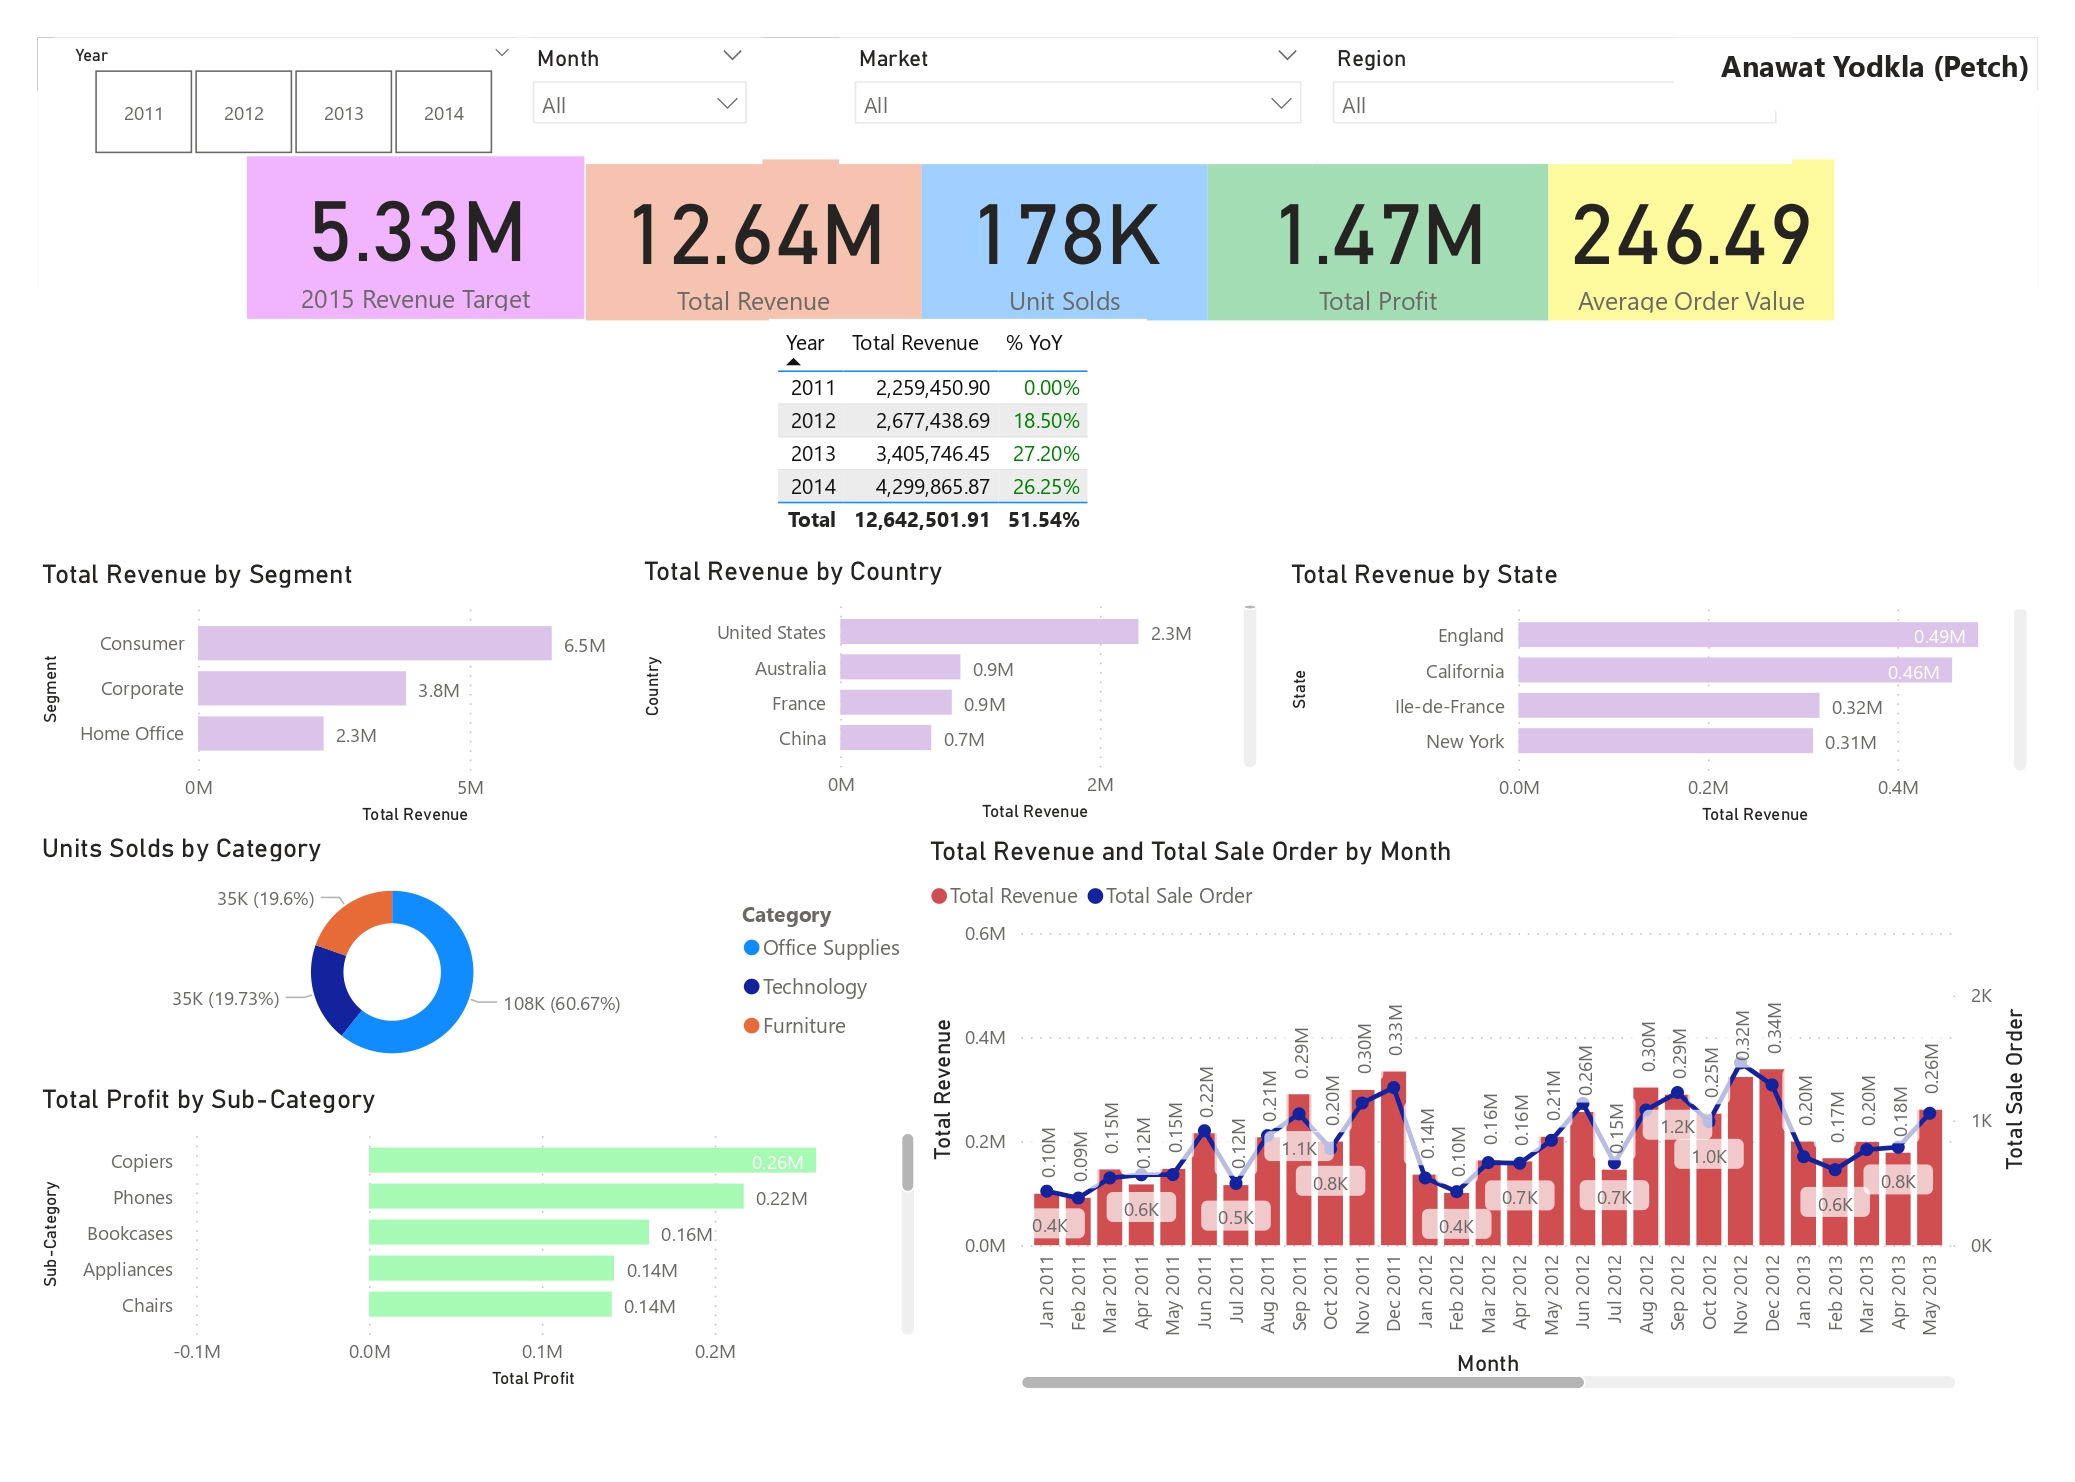 Year
Month
Market
Region
Anawat Yodkla (Petch)
2011
2012
2013
2014
All
All
All
5.33M
2015 Revenue Target
12.64M
Total Revenue
178K
Unit Solds
1.47M
Total Profit
246.49
Average Order Value
Year Total Revenue % YoY
2011 2,259,450.90 0.00%
2012 2,677,438.69 18.50%
2013 3,405,746.45 27.20%
2014 4,299,865.87 26.25%
Total 12,642,501.91 51.54%
Total Revenue by Segment
Segment
Consumer 6.5M
Corporate 3.8M
Home Office 2.3M
0M 5M
Total Revenue
Total Revenue by Country
Country
United States 2.3M
Australia 0.9M
France 0.9M
China 0.7M
0M 2M
Total Revenue
Total Revenue by State
State
England 0.49M
California 0.46M
Ile-de-France 0.32M
New York 0.31M
0.0M 0.2M 0.4M
Total Revenue
Units Solds by Category
35K (19.6%)
35K (19.73%)
108K (60.67%)
Category
Office Supplies
Technology
Furniture
Total Profit by Sub-Category
Sub-Category
Copiers 0.26M
Phones 0.22M
Bookcases 0.16M
Appliances 0.14M
Chairs 0.14M
-0.1M 0.0M 0.1M 0.2M
Total Profit
Total Revenue and Total Sale Order by Month
Total Revenue Total Sale Order
Total Revenue
0.6M
0.4M
0.2M
0.0M
2K
1K
0K
Total Sale Order
0.10M 0.09M 0.15M 0.12M 0.15M 0.22M 0.12M 0.21M 0.29M 0.20M 0.30M 0.33M 0.14M 0.10M 0.16M 0.16M 0.21M 0.26M 0.15M 0.30M 0.29M 0.25M 0.32M 0.34M 0.20M 0.17M 0.20M 0.18M 0.26M
0.4K 0.6K 0.5K 1.1K 0.8K 0.4K 0.7K 0.7K 1.2K 1.0K 0.6K 0.8K
Jan 2011 Feb 2011 Mar 2011 Apr 2011 May 2011 Jun 2011 Jul 2011 Aug 2011 Sep 2011 Oct 2011 Nov 2011 Dec 2011 Jan 2012 Feb 2012 Mar 2012 Apr 2012 May 2012 Jun 2012 Jul 2012 Aug 2012 Sep 2012 Oct 2012 Nov 2012 Dec 2012 Jan 2013 Feb 2013 Mar 2013 Apr 2013 May 2013
Month